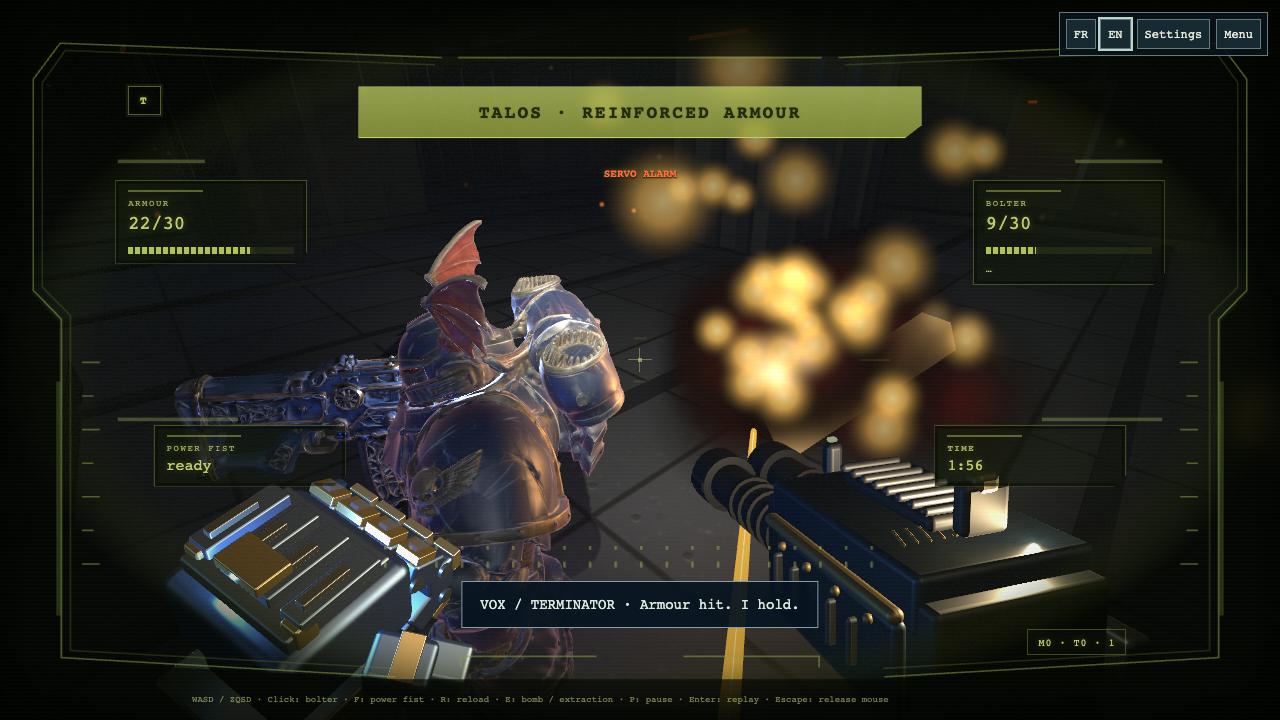 FR EN Settings Menu
T
TALOS · REINFORCED ARMOUR
SERVO ALARM
ARMOUR
22/30
BOLTER
9/30
…
POWER FIST
ready
TIME
1:56
VOX / TERMINATOR · Armour hit. I hold.
M0 · T0 · 1
WASD / ZQSD · Click: bolter · F: power fist · R: reload · E: bomb / extraction · P: pause · Enter: replay · Escape: release mouse